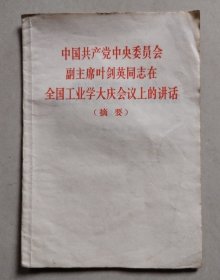 中国共产党中央委员会
副主席叶剑英同志在
全国工业学大庆会议上的讲话
（摘要）